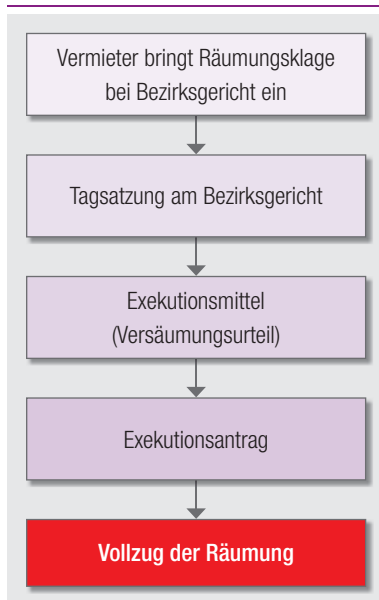 Vermieter bringt Räumungsklage
bei Bezirksgericht ein
Tagsatzung am Bezirksgericht
Exekutionsmittel
(Versäumungsurteil)
Exekutionsantrag
Vollzug der Räumung